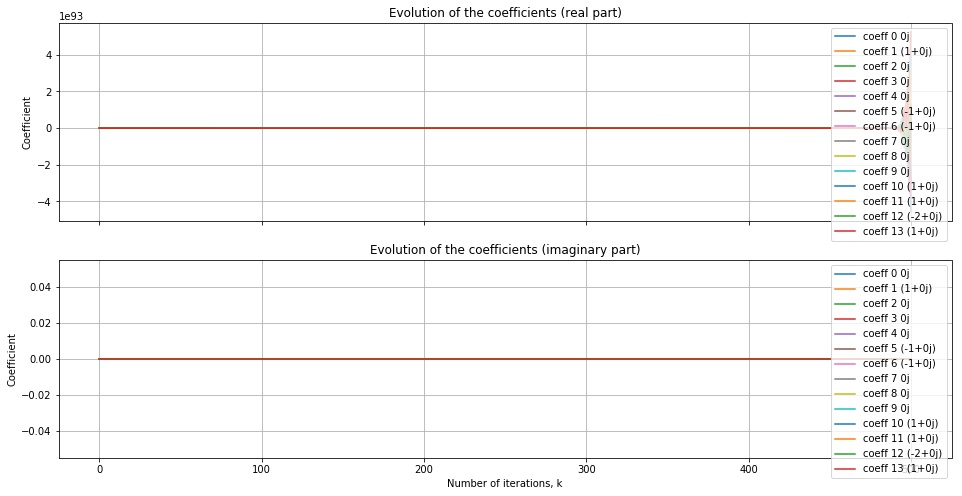 Evolution of the coefficients (real part)
1e93
4
2
0
−2
−4
Coefficient
coeff 0 0j
coeff 1 (1+0j)
coeff 2 0j
coeff 3 0j
coeff 4 0j
coeff 5 (-1+0j)
coeff 6 (-1+0j)
coeff 7 0j
coeff 8 0j
coeff 9 0j
coeff 10 (1+0j)
coeff 11 (1+0j)
coeff 12 (-2+0j)
coeff 13 (1+0j)
Evolution of the coefficients (imaginary part)
0.04
0.02
0.00
−0.02
−0.04
Coefficient
coeff 0 0j
coeff 1 (1+0j)
coeff 2 0j
coeff 3 0j
coeff 4 0j
coeff 5 (-1+0j)
coeff 6 (-1+0j)
coeff 7 0j
coeff 8 0j
coeff 9 0j
coeff 10 (1+0j)
coeff 11 (1+0j)
coeff 12 (-2+0j)
coeff 13 (1+0j)
0 100 200 300 400
Number of iterations, k